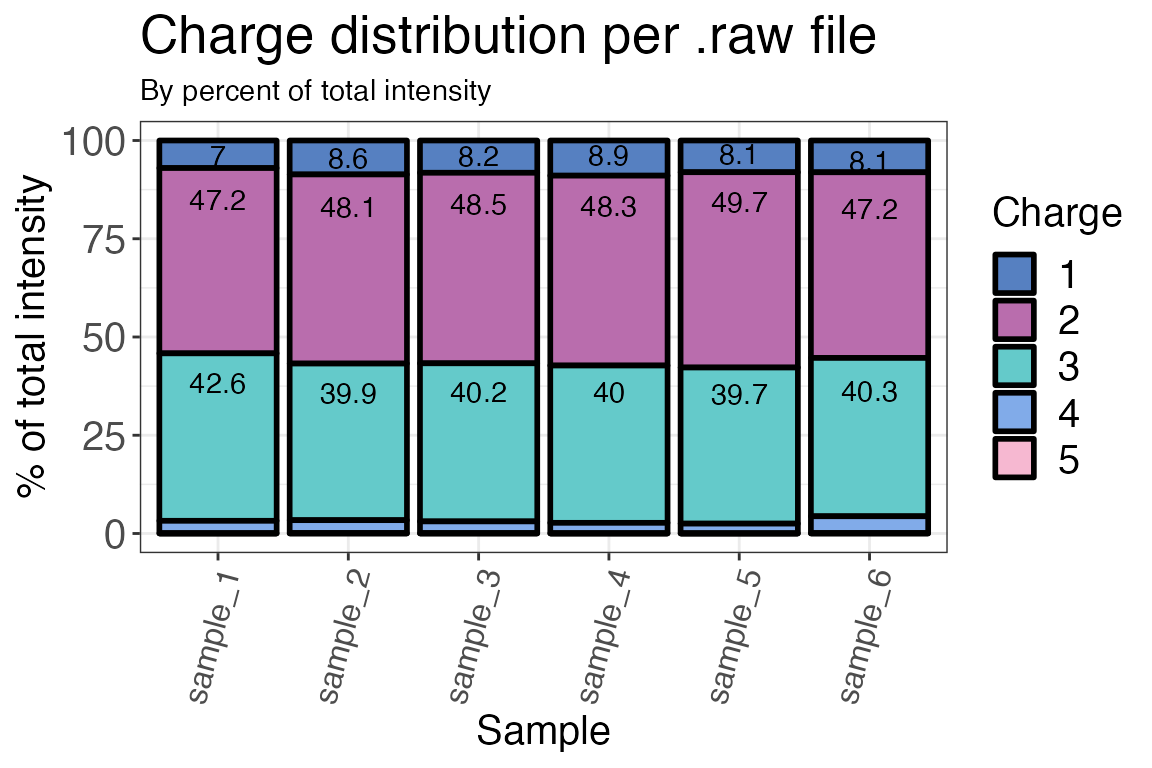 Charge distribution per .raw file
By percent of total intensity
% of total intensity
100
75
50
25
0
7 8.6 8.2 8.9 8.1 8.1
47.2 48.1 48.5 48.3 49.7 47.2
42.6 39.9 40.2 40 39.7 40.3
sample_1 sample_2 sample_3 sample_4 sample_5 sample_6
Sample
Charge
1
2
3
4
5